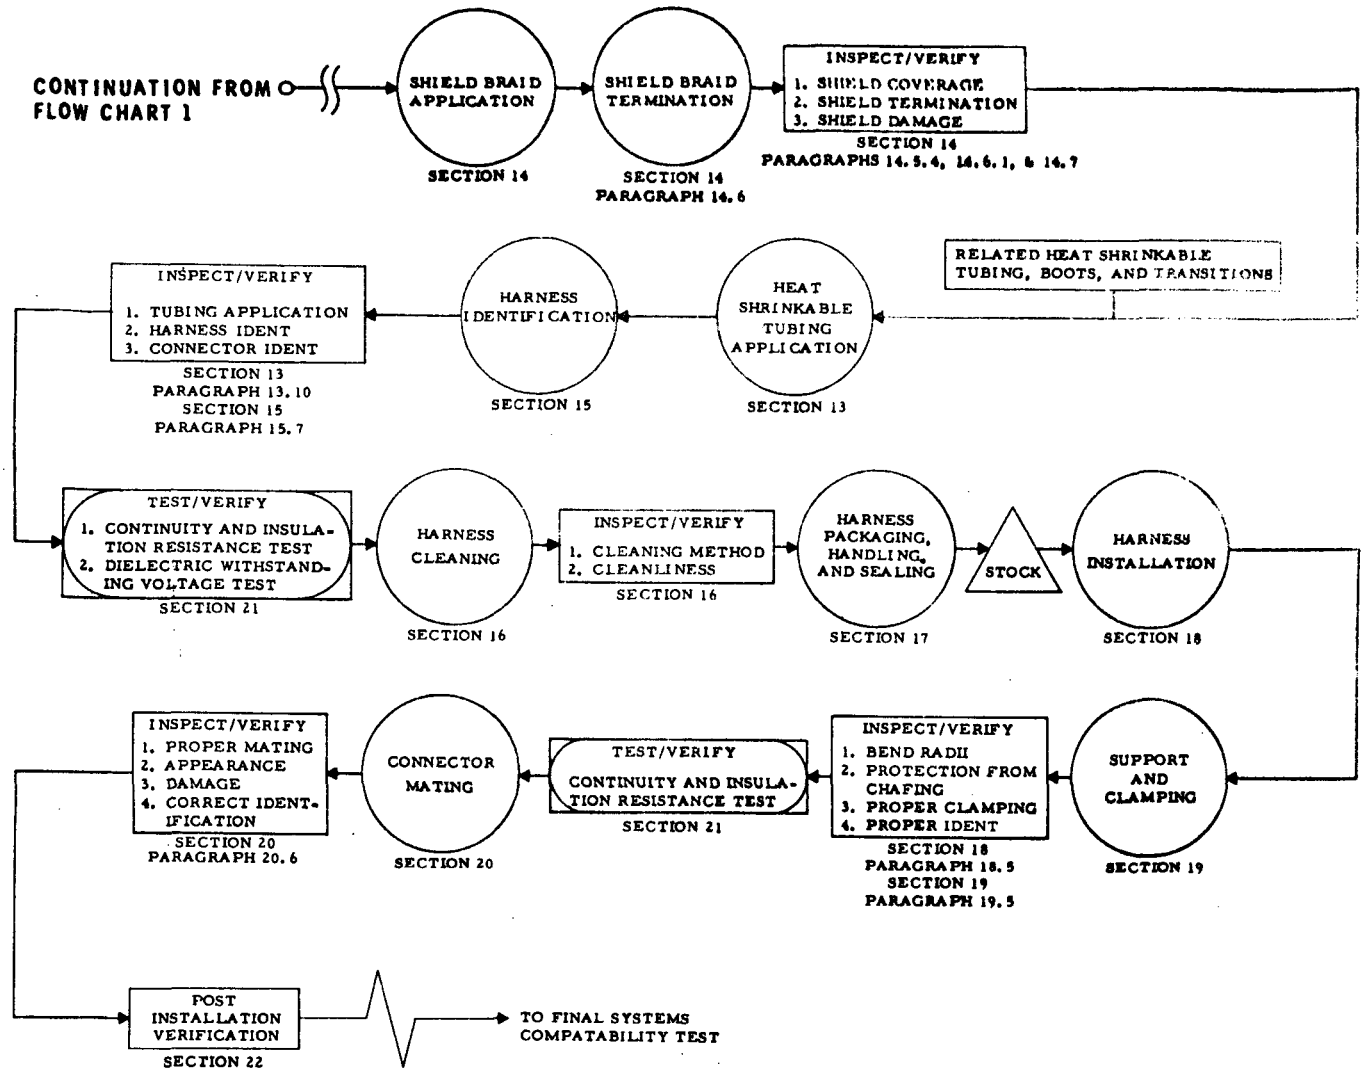 CONTINUATION FROM
FLOW CHART 1
SHIELD BRAID
APPLICATION
SECTION 14
SHIELD BRAID
TERMINATION
SECTION 14
PARAGRAPH 14.6
INSPECT/VERIFY
1. SHIELD COVERAGE
2. SHIELD TERMINATION
3. SHIELD DAMAGE
SECTION 14
PARAGRAPHS 14.5.4, 14.6.1, & 14.7
RELATED HEAT SHRINKABLE
TUBING, BOOTS, AND TRANSITIONS
HEAT
SHRINKABLE
TUBING
APPLICATION
SECTION 13
HARNESS
IDENTIFICATION
SECTION 15
INSPECT/VERIFY
1. TUBING APPLICATION
2. HARNESS IDENT
3. CONNECTOR IDENT
SECTION 13
PARAGRAPH 13.10
SECTION 15
PARAGRAPH 15.7
TEST/VERIFY
1. CONTINUITY AND INSULA-
TION RESISTANCE TEST
2. DIELECTRIC WITHSTAND-
ING VOLTAGE TEST
SECTION 21
HARNESS
CLEANING
SECTION 16
INSPECT/VERIFY
1. CLEANING METHOD
2. CLEANLINESS
SECTION 16
HARNESS
PACKAGING,
HANDLING,
AND SEALING
SECTION 17
STOCK
HARNESS
INSTALLATION
SECTION 18
SUPPORT
AND
CLAMPING
SECTION 19
INSPECT/VERIFY
1. BEND RADII
2. PROTECTION FROM
CHAFING
3. PROPER CLAMPING
4. PROPER IDENT
SECTION 18
PARAGRAPH 18.5
SECTION 19
PARAGRAPH 19.5
TEST/VERIFY
CONTINUITY AND INSULA-
TION RESISTANCE TEST
SECTION 21
CONNECTOR
MATING
SECTION 20
INSPECT/VERIFY
1. PROPER MATING
2. APPEARANCE
3. DAMAGE
4. CORRECT IDENT-
IFICATION
SECTION 20
PARAGRAPH 20.6
POST
INSTALLATION
VERIFICATION
SECTION 22
TO FINAL SYSTEMS
COMPATABILITY TEST